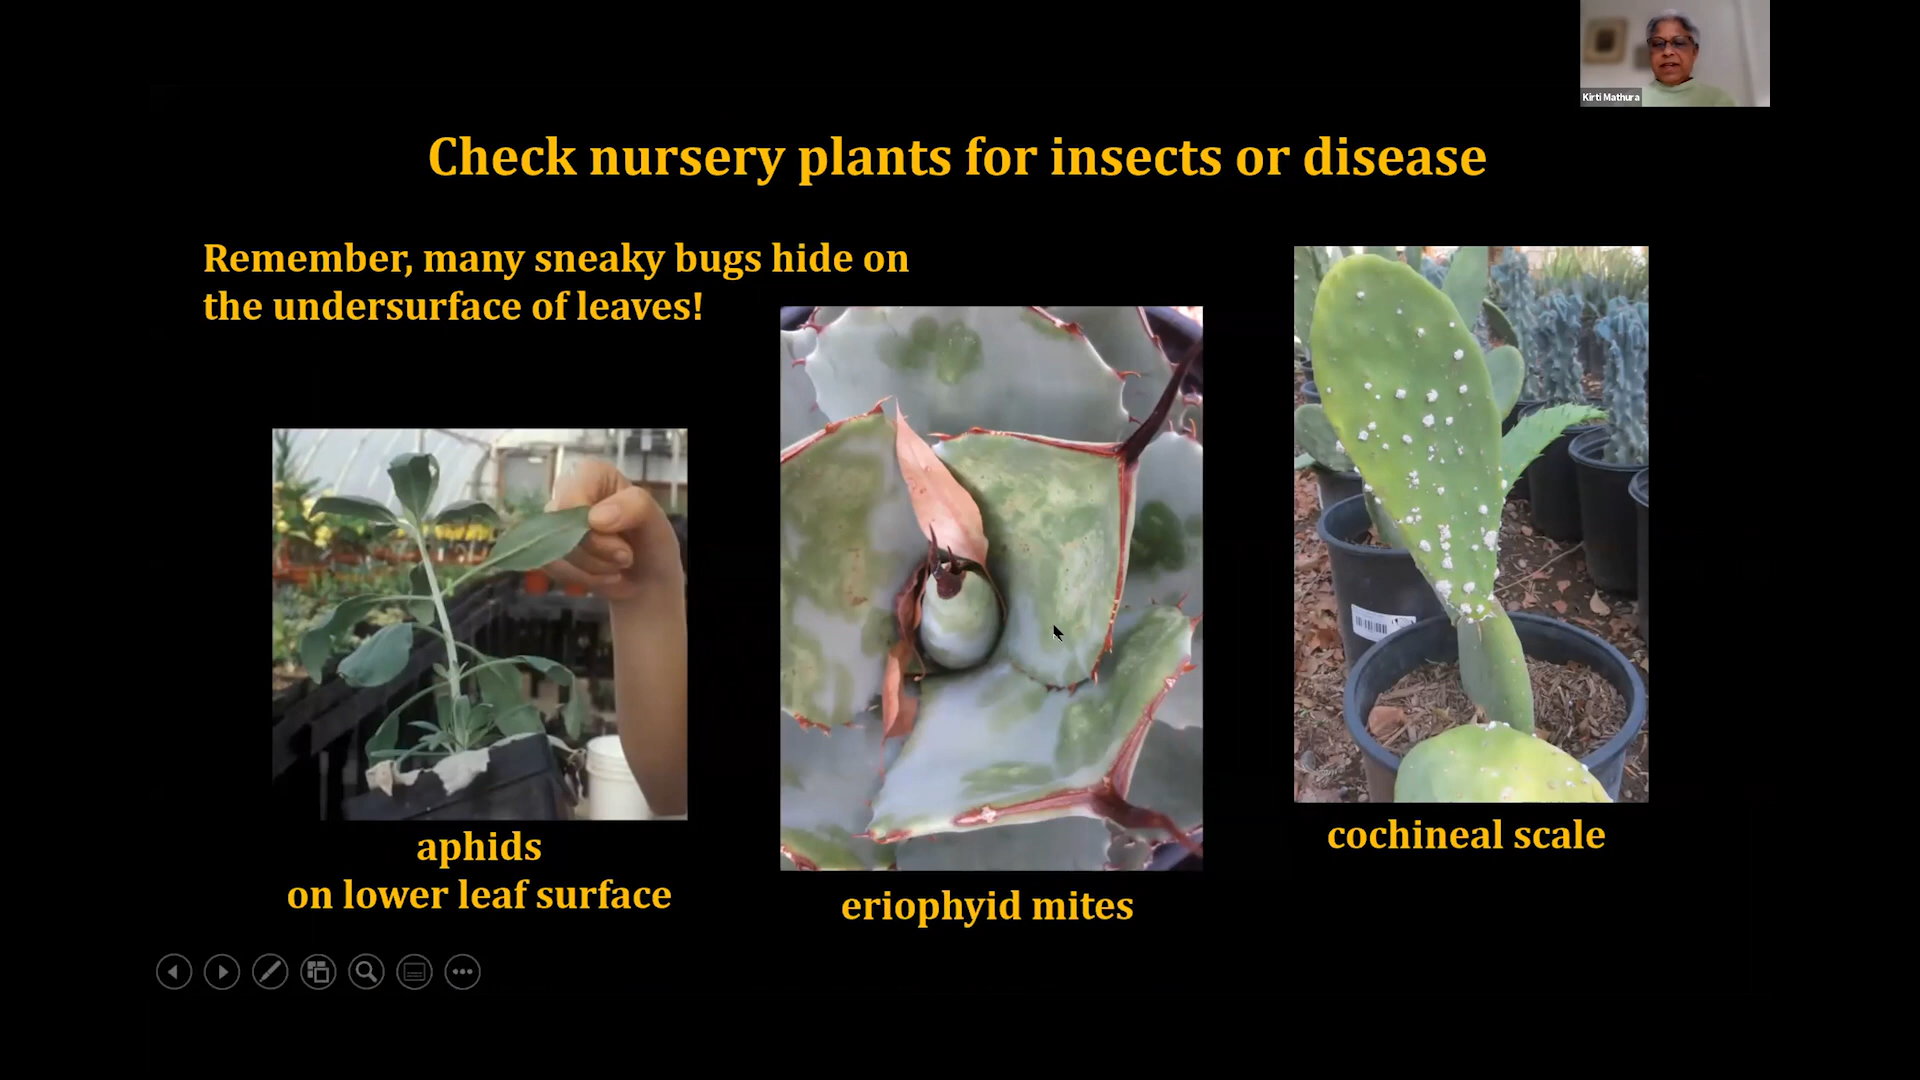 Kirti Mathura
Check nursery plants for insects or disease
Remember, many sneaky bugs hide on
the undersurface of leaves!
aphids
on lower leaf surface
eriophyid mites
cochineal scale